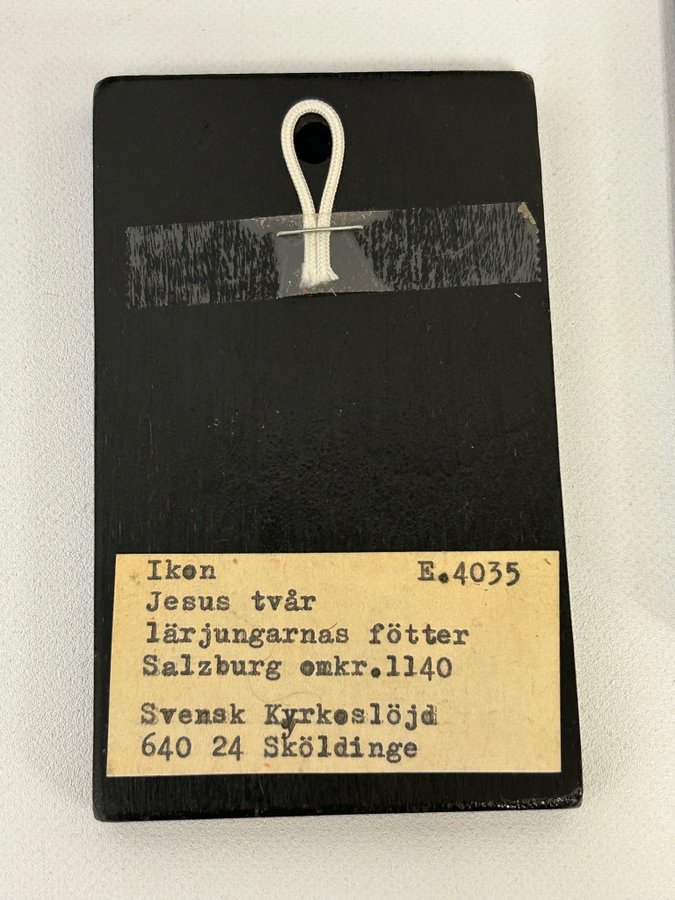 Ikon E.4035
Jesus tvår
lärjungarnas fötter
Salzburg omkr.1140
Svensk Kyrkoslöjd
640 24 Sköldinge